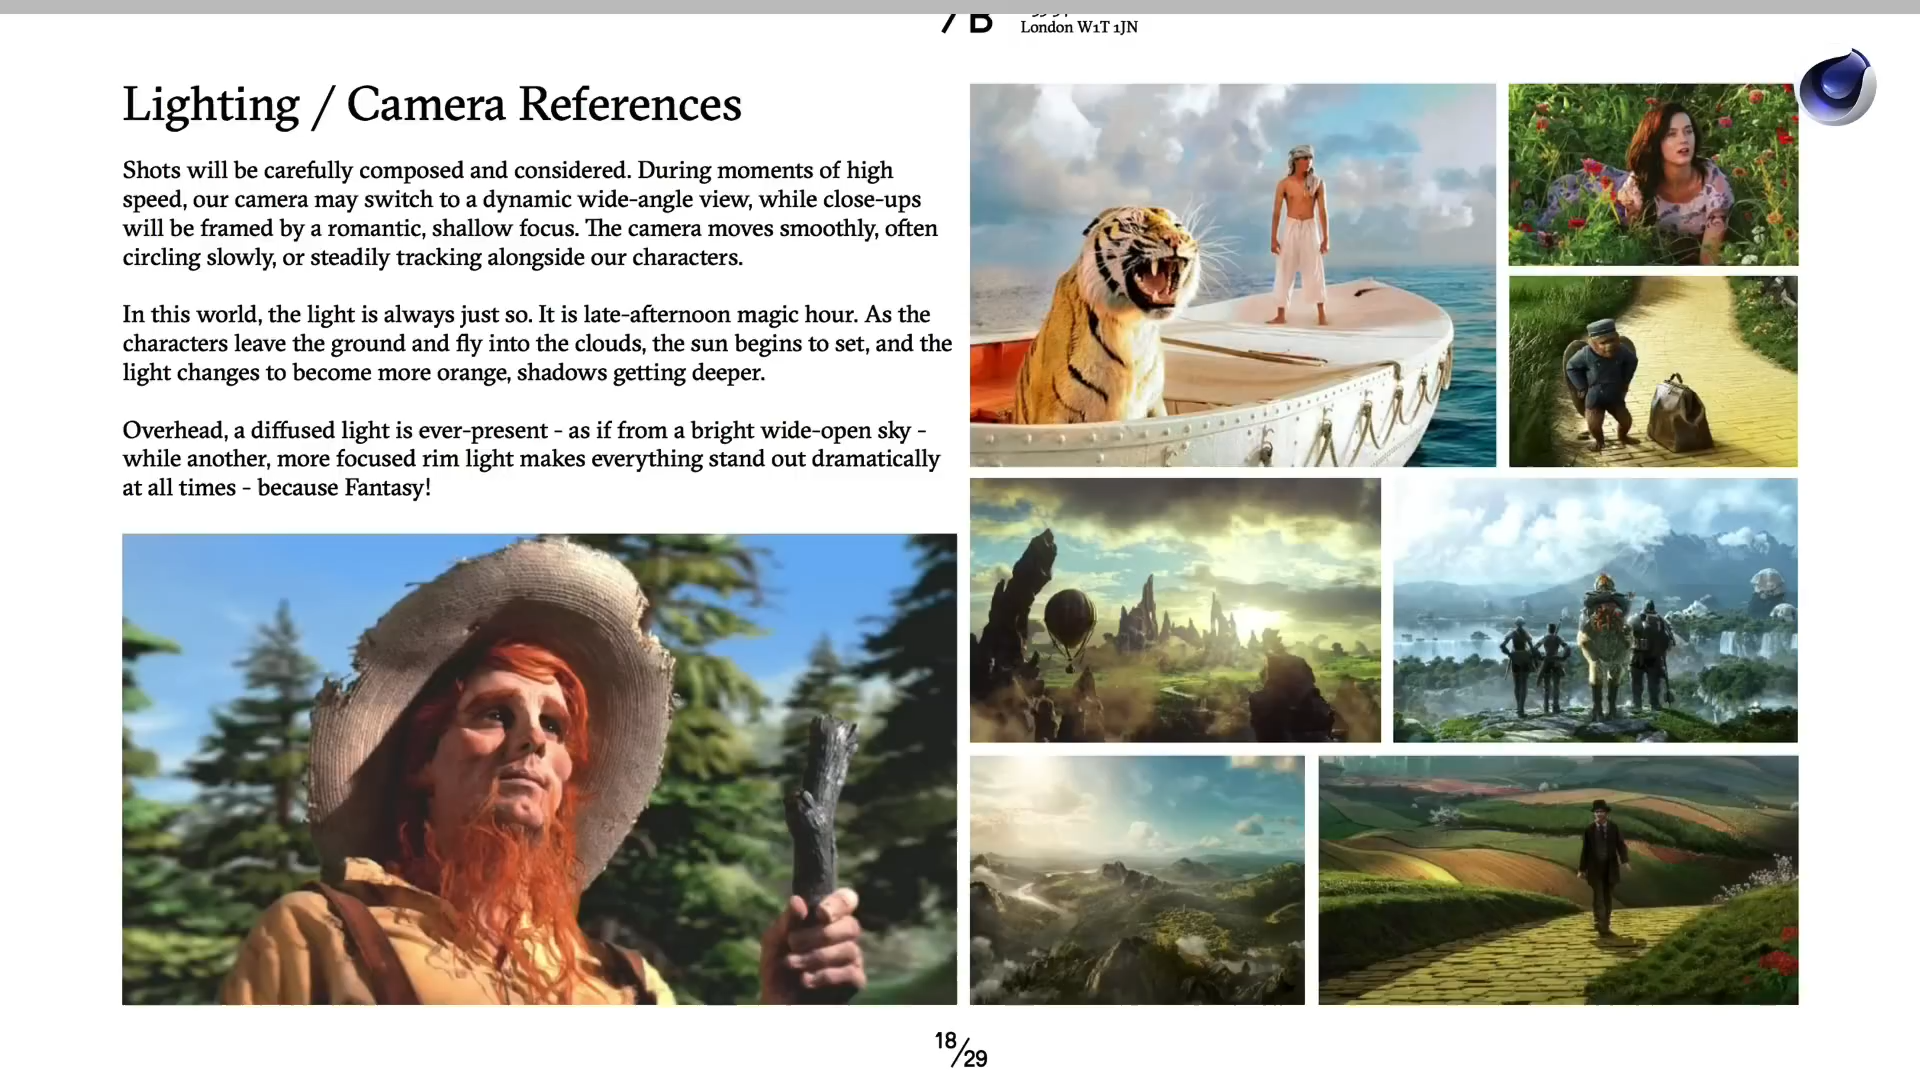 London W1T 1JN
Lighting / Camera References
Shots will be carefully composed and considered. During moments of high
speed, our camera may switch to a dynamic wide-angle view, while close-ups
will be framed by a romantic, shallow focus. The camera moves smoothly, often
circling slowly, or steadily tracking alongside our characters.
In this world, the light is always just so. It is late-afternoon magic hour. As the
characters leave the ground and fly into the clouds, the sun begins to set, and the
light changes to become more orange, shadows getting deeper.
Overhead, a diffused light is ever-present - as if from a bright wide-open sky -
while another, more focused rim light makes everything stand out dramatically
at all times - because Fantasy!
18/29